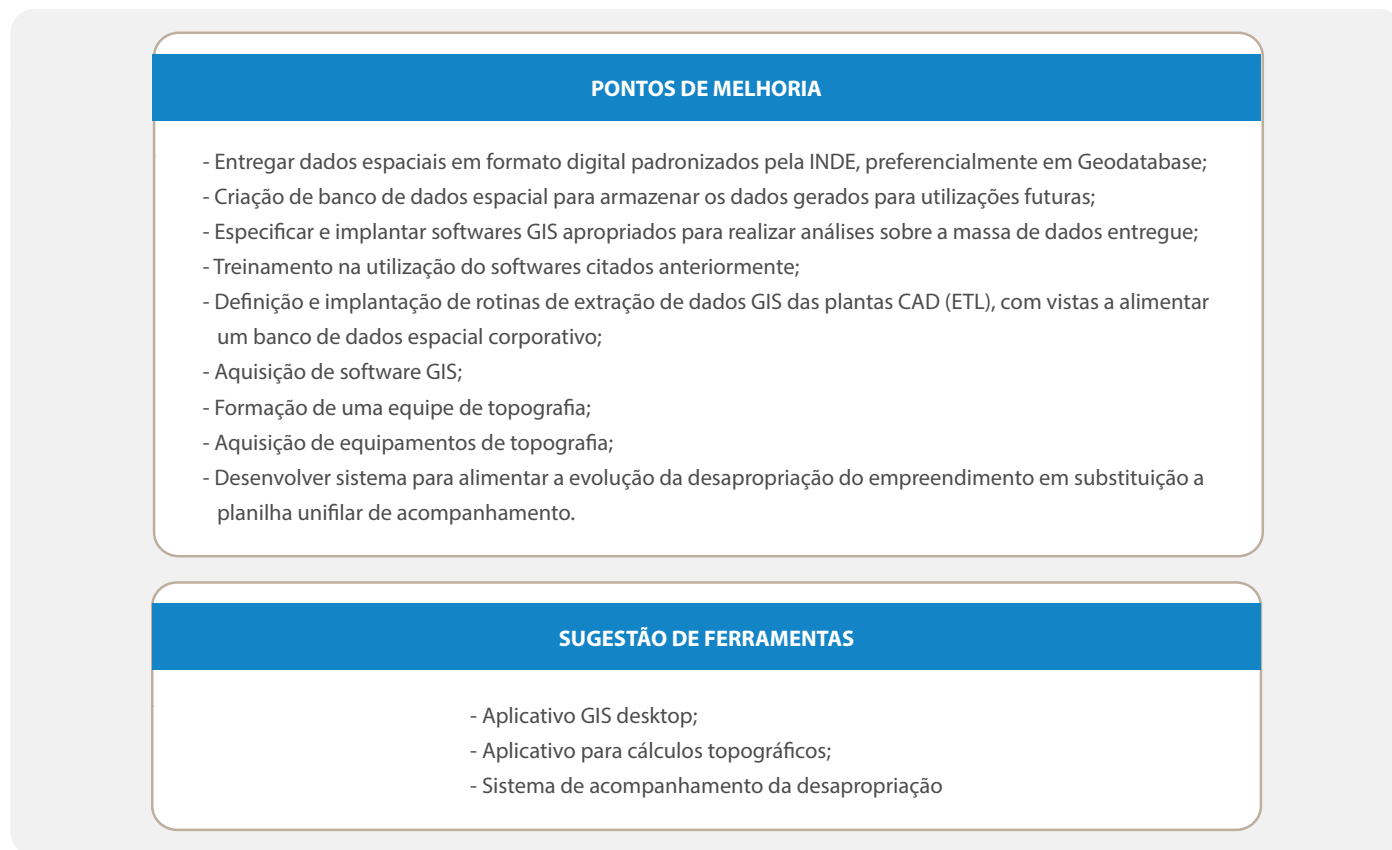 PONTOS DE MELHORIA
- Entregar dados espaciais em formato digital padronizados pela INDE, preferencialmente em Geodatabase;
- Criação de banco de dados espacial para armazenar os dados gerados para utilizações futuras;
- Especificar e implantar softwares GIS apropriados para realizar análises sobre a massa de dados entregue;
- Treinamento na utilização do softwares citados anteriormente;
- Definição e implantação de rotinas de extração de dados GIS das plantas CAD (ETL), com vistas a alimentar
um banco de dados espacial corporativo;
- Aquisição de software GIS;
- Formação de uma equipe de topografia;
- Aquisição de equipamentos de topografia;
- Desenvolver sistema para alimentar a evolução da desapropriação do empreendimento em substituição a
planilha unifilar de acompanhamento.
SUGESTÃO DE FERRAMENTAS
- Aplicativo GIS desktop;
- Aplicativo para cálculos topográficos;
- Sistema de acompanhamento da desapropriação